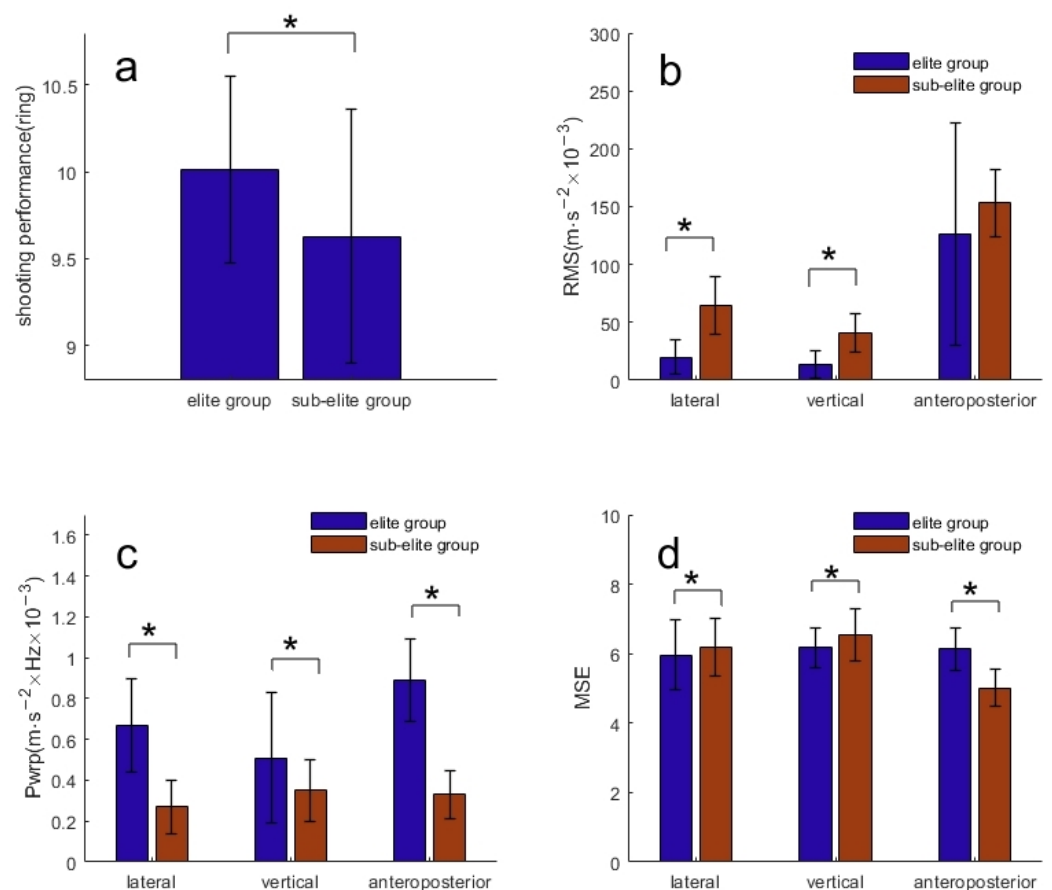 a
*
shooting performance(ring)
10.5
10
9.5
9
elite group sub-elite group
b
elite group
sub-elite group
RMS(m·s⁻²×10⁻³)
300
250
200
150
100
50
0
*
*
lateral vertical anteroposterior
c
elite group
sub-elite group
Pwrp(m·s⁻²×Hz×10⁻³)
1.6
1.4
1.2
1
0.8
0.6
0.4
0.2
0
*
*
*
lateral vertical anteroposterior
d
elite group
sub-elite group
MSE
10
8
6
4
2
0
*
*
*
lateral vertical anteroposterior